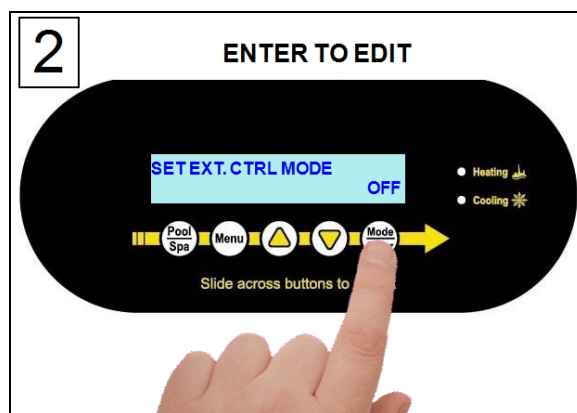 2
ENTER TO EDIT
SET EXT. CTRL MODE
OFF
Heating
Cooling
Pool
Spa
Menu
Mode
Slide across buttons to